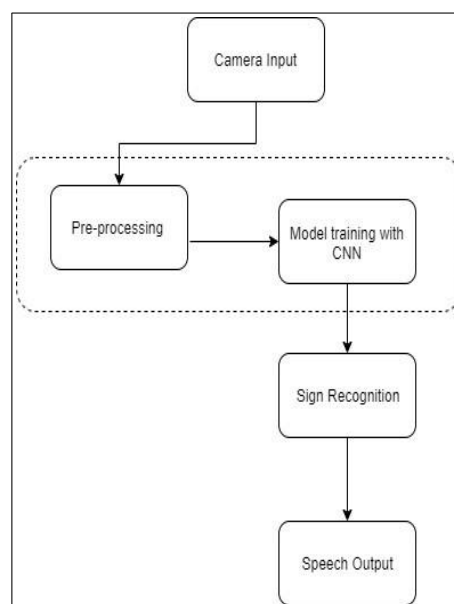 Camera Input
Pre-processing
Model training with
CNN
Sign Recognition
Speech Output